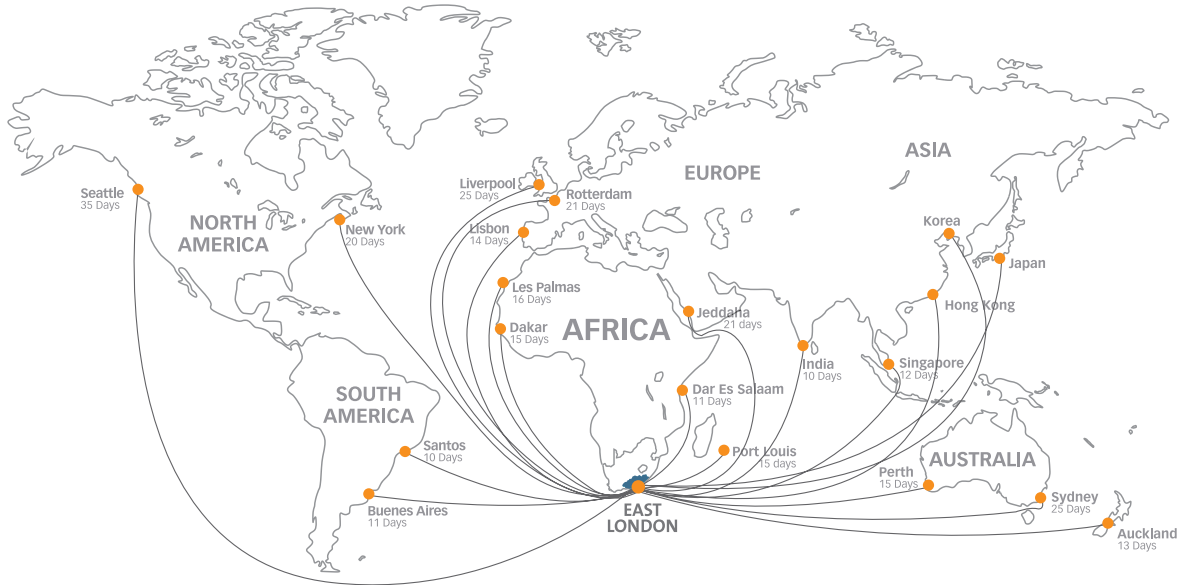 ASIA
EUROPE
Seattle
35 Days
Liverpool
25 Days
Rotterdam
21 Days
NORTH
AMERICA
New York
20 Days
Lisbon
14 Days
Korea
Japan
Les Palmas
16 Days
Hong Kong
Jeddaha
21 days
Dakar
15 Days
AFRICA
India
10 Days
Singapore
12 Days
Dar Es Salaam
11 Days
SOUTH
AMERICA
Santos
10 Days
Port Louis
15 days
AUSTRALIA
Perth
15 Days
Buenes Aires
11 Days
EAST
LONDON
Sydney
25 Days
Auckland
13 Days